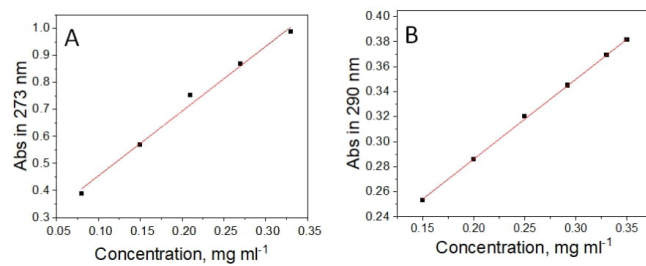 A
Abs in 273 nm
1.0
0.9
0.8
0.7
0.6
0.5
0.4
0.3
0.05 0.10 0.15 0.20 0.25 0.30 0.35
Concentration, mg ml⁻¹
B
Abs in 290 nm
0.40
0.38
0.36
0.34
0.32
0.30
0.28
0.26
0.24
0.15 0.20 0.25 0.30 0.35
Concentration, mg ml⁻¹